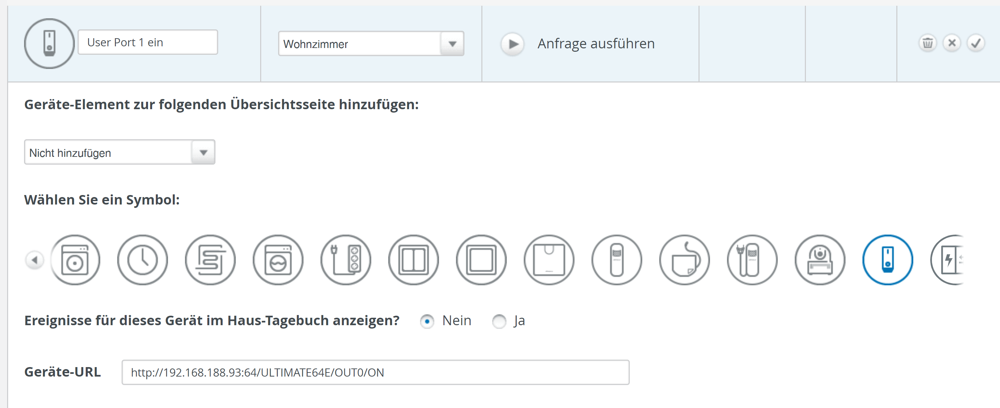 User Port 1 ein
Wohnzimmer
Anfrage ausführen
Geräte-Element zur folgenden Übersichtsseite hinzufügen:
Nicht hinzufügen
Wählen Sie ein Symbol:
Ereignisse für dieses Gerät im Haus-Tagebuch anzeigen?
Nein
Ja
Geräte-URL
http://192.168.188.93:64/ULTIMATE64E/OUT0/ON